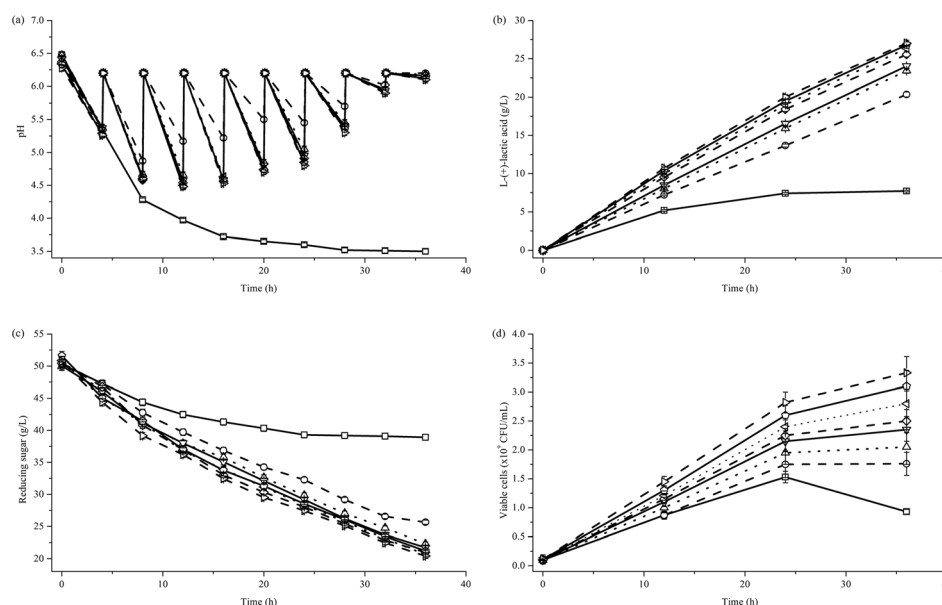 (a)
7.0
6.5
6.0
5.5
5.0
4.5
4.0
3.5
pH
0 10 20 30 40
Time (h)
(b)
30
25
20
15
10
5
0
L-(+)-lactic acid (g/L)
0 10 20 30
Time (h)
(c)
55
50
45
40
35
30
25
20
Reducing sugar (g/L)
0 10 20 30 40
Time (h)
(d)
4.0
3.5
3.0
2.5
2.0
1.5
1.0
0.5
0.0
Viable cells (x10⁹ CFU/mL)
0 10 20 30
Time (h)